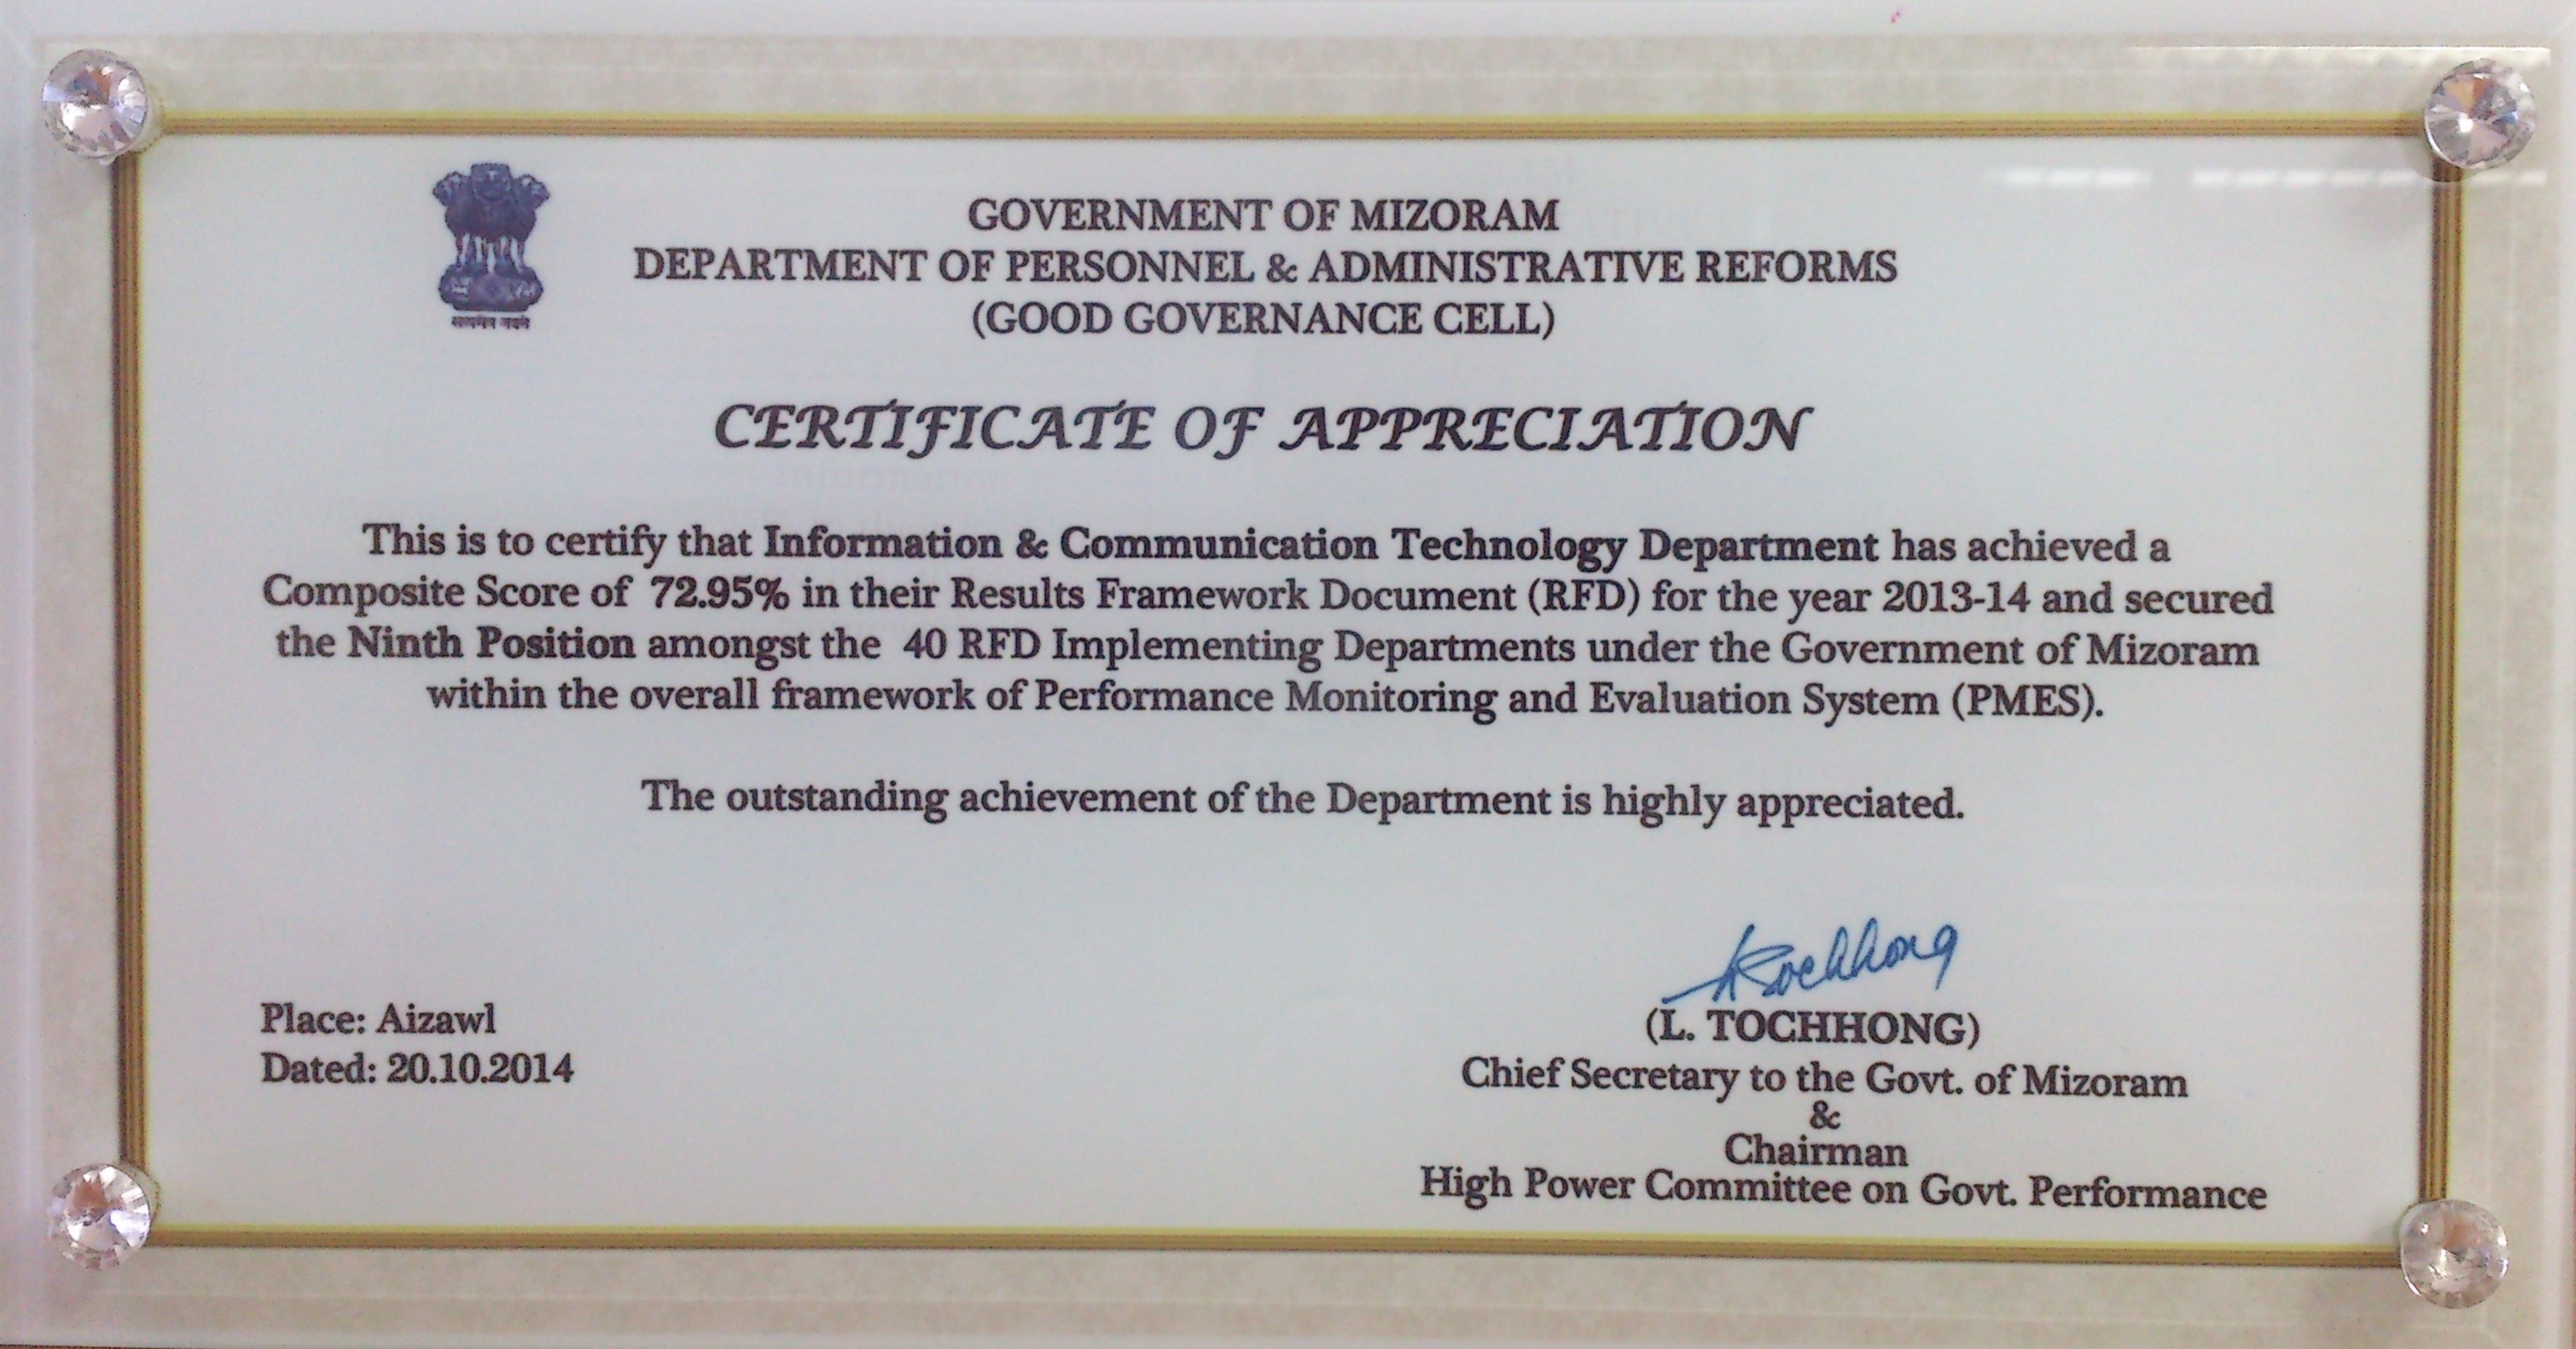 सत्यमेव जयते
GOVERNMENT OF MIZORAM
DEPARTMENT OF PERSONNEL & ADMINISTRATIVE REFORMS
(GOOD GOVERNANCE CELL)
CERTIFICATE OF APPRECIATION
This is to certify that Information & Communication Technology Department has achieved a
Composite Score of 72.95% in their Results Framework Document (RFD) for the year 2013-14 and secured
the Ninth Position amongst the 40 RFD Implementing Departments under the Government of Mizoram
within the overall framework of Performance Monitoring and Evaluation System (PMES).
The outstanding achievement of the Department is highly appreciated.
Place: Aizawl
Dated: 20.10.2014
Tochhong
(L. TOCHHONG)
Chief Secretary to the Govt. of Mizoram
&
Chairman
High Power Committee on Govt. Performance